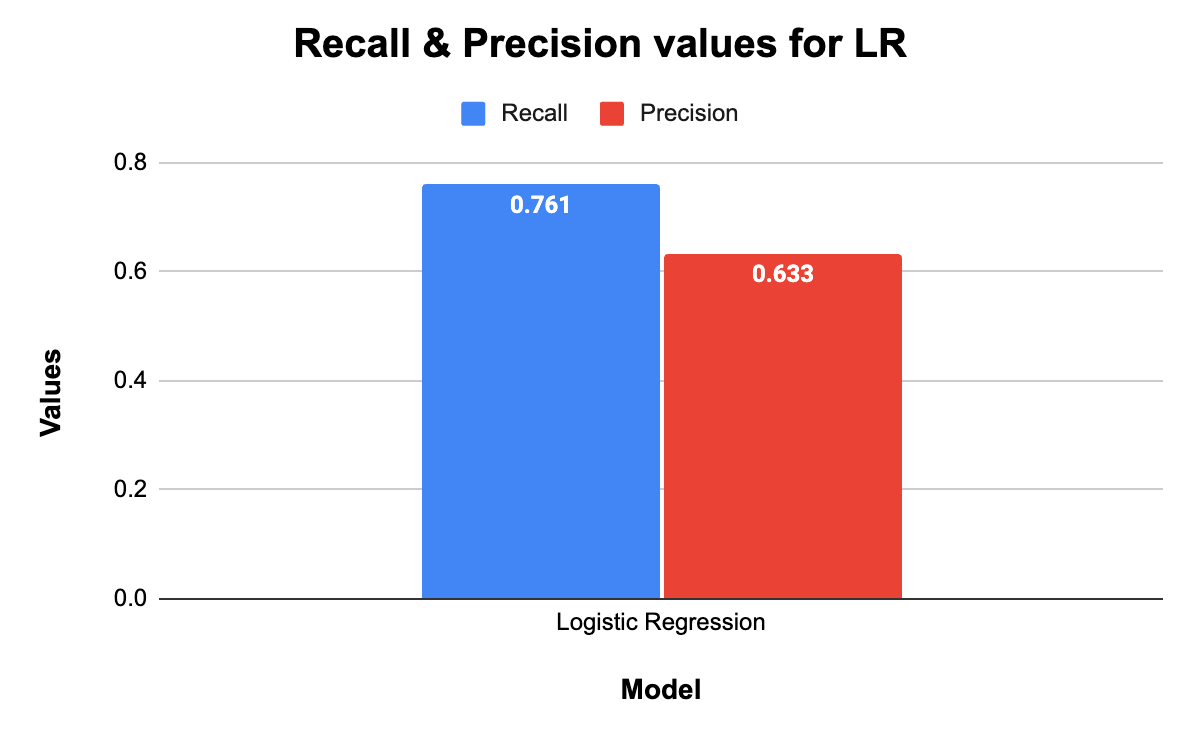 Recall & Precision values for LR
Recall Precision
0.8
0.761
0.6
0.633
0.4
Values
0.2
0.0
Logistic Regression
Model